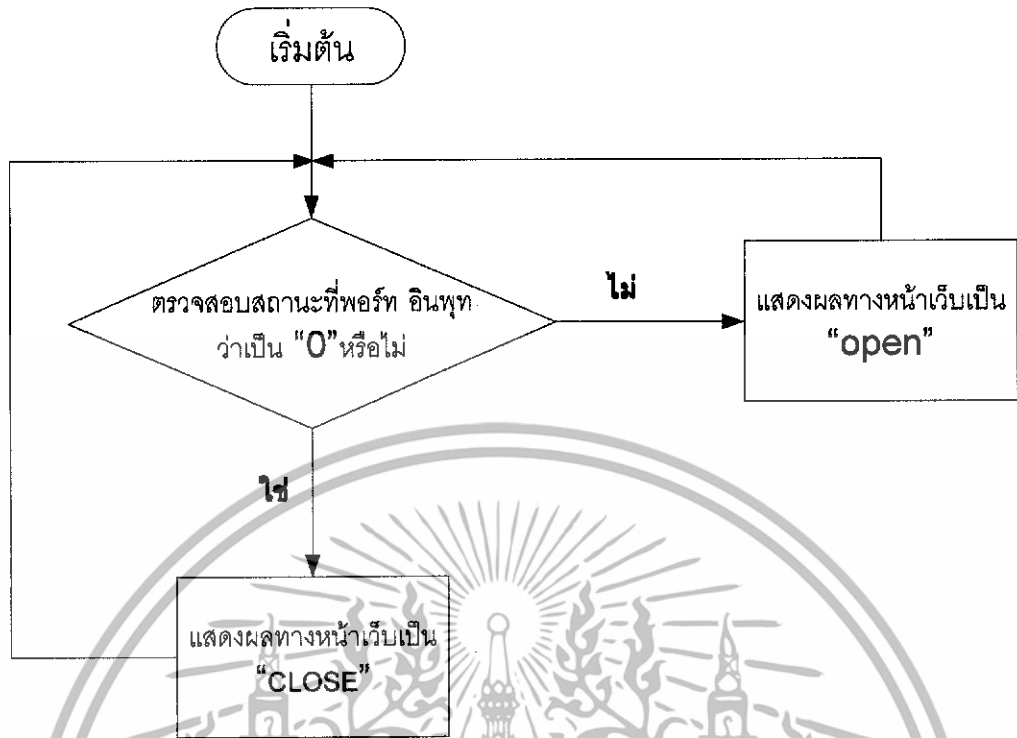 เริ่มต้น
ตรวจสอบสถานะที่พอร์ท อินพุท
ว่าเป็น “0”หรือไม่
ไม่
แสดงผลทางหน้าเว็บเป็น
“open”
ใช่
แสดงผลทางหน้าเว็บเป็น
“CLOSE”